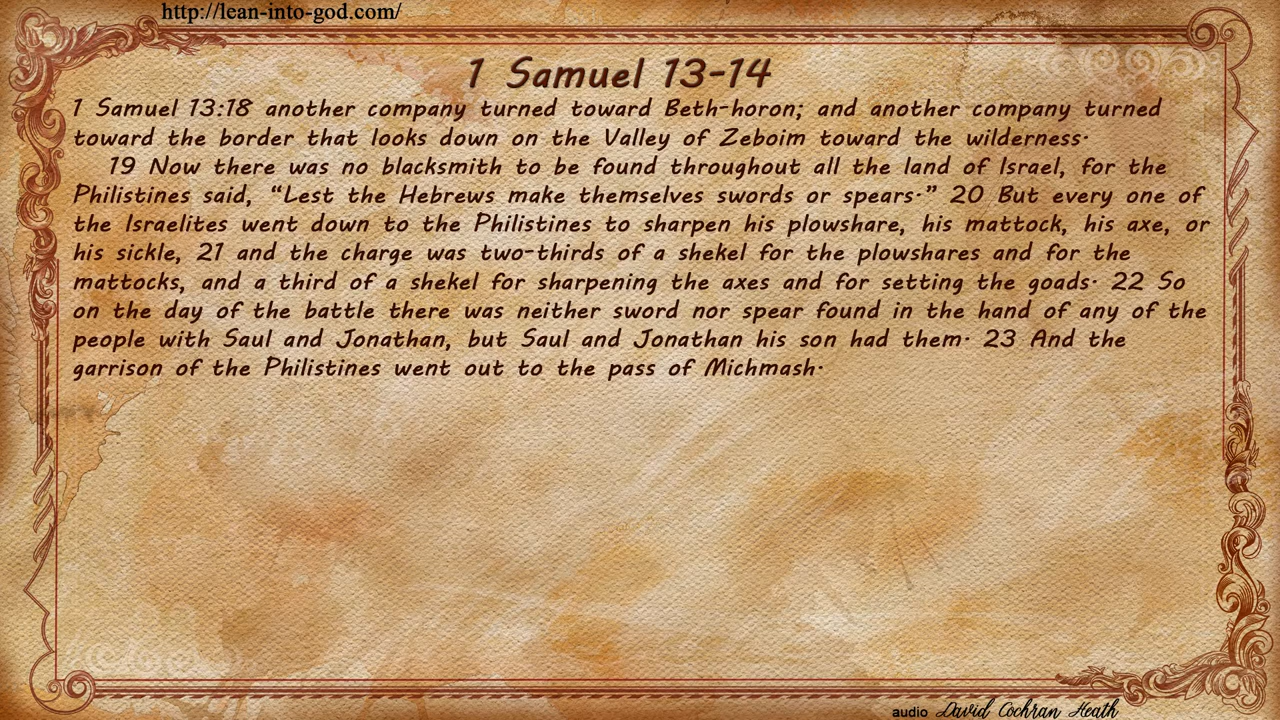 http://lean-into-god.com/
1 Samuel 13-14
1 Samuel 13:18 another company turned toward Beth-horon; and another company turned
toward the border that looks down on the Valley of Zeboim toward the wilderness.
19 Now there was no blacksmith to be found throughout all the land of Israel, for the
Philistines said, “Lest the Hebrews make themselves swords or spears.” 20 But every one of
the Israelites went down to the Philistines to sharpen his plowshare, his mattock, his axe, or
his sickle, 21 and the charge was two-thirds of a shekel for the plowshares and for the
mattocks, and a third of a shekel for sharpening the axes and for setting the goads. 22 So
on the day of the battle there was neither sword nor spear found in the hand of any of the
people with Saul and Jonathan, but Saul and Jonathan his son had them. 23 And the
garrison of the Philistines went out to the pass of Michmash.
audio David Cochran Heath